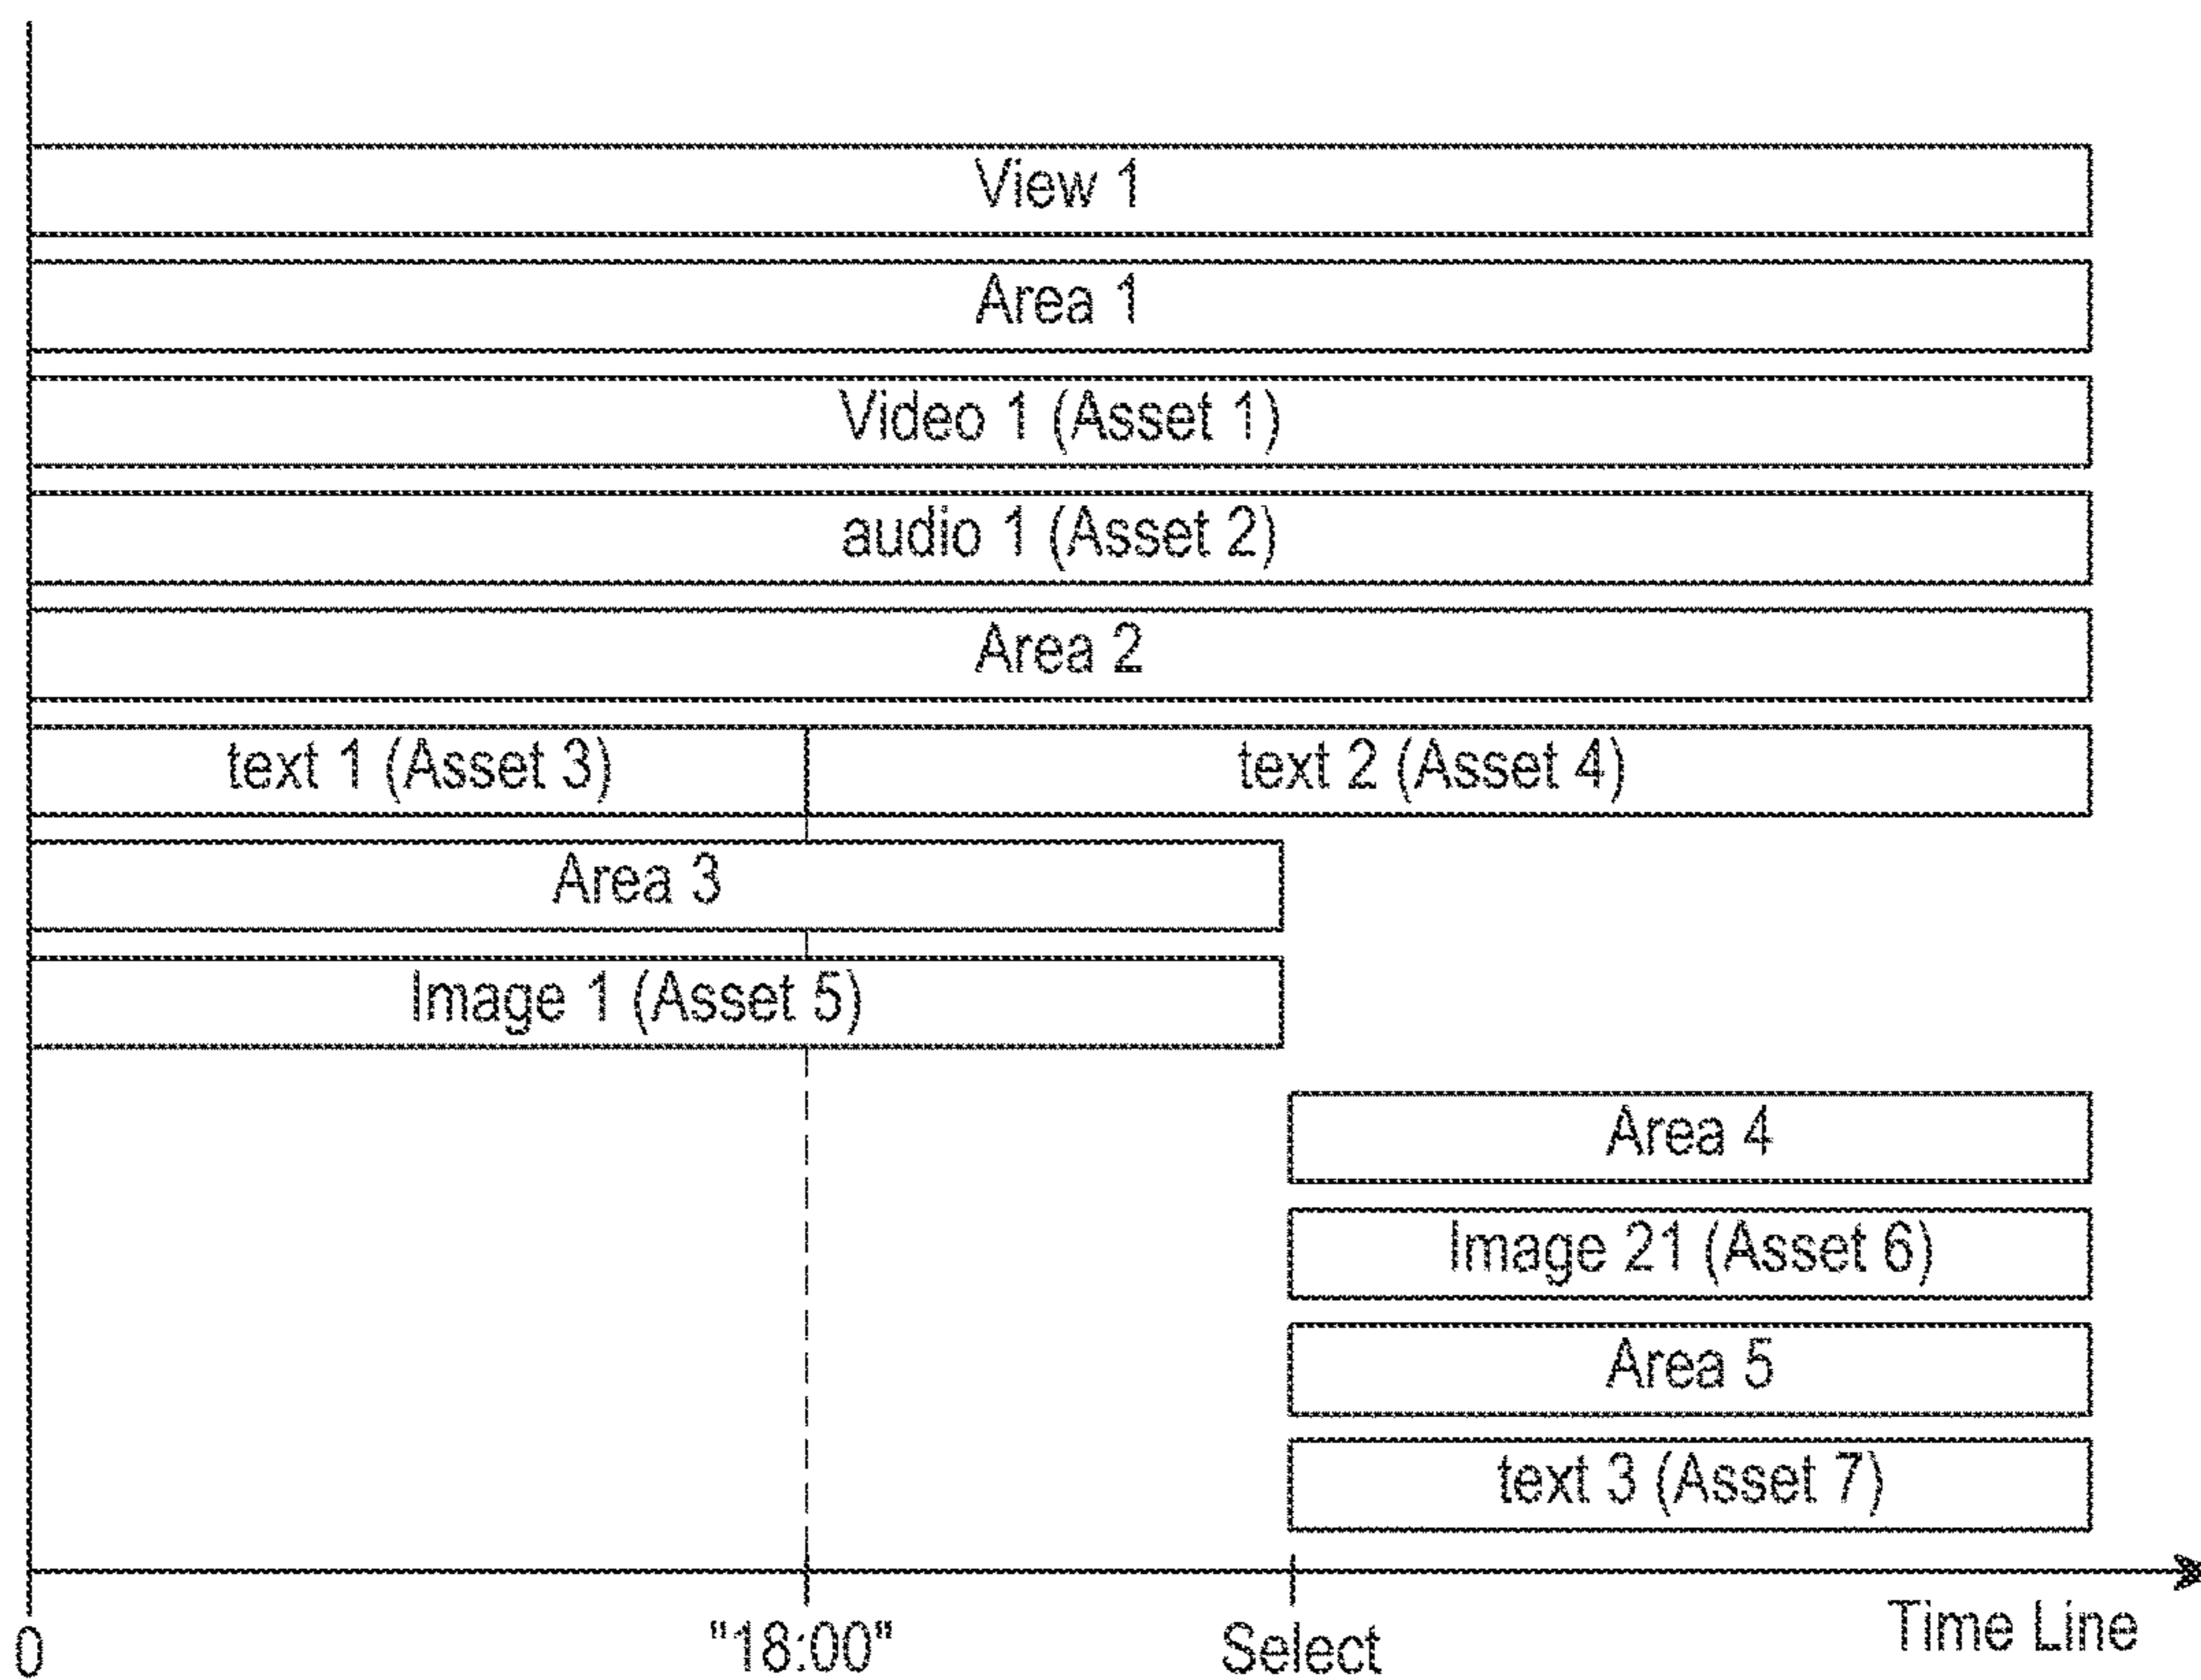 View 1
Area 1
Video 1 (Asset 1)
audio 1 (Asset 2)
Area 2
text 1 (Asset 3) text 2 (Asset 4)
Area 3
Image 1 (Asset 5)
Area 4
Image 21 (Asset 6)
Area 5
text 3 (Asset 7)
0 "18:00" Select Time Line